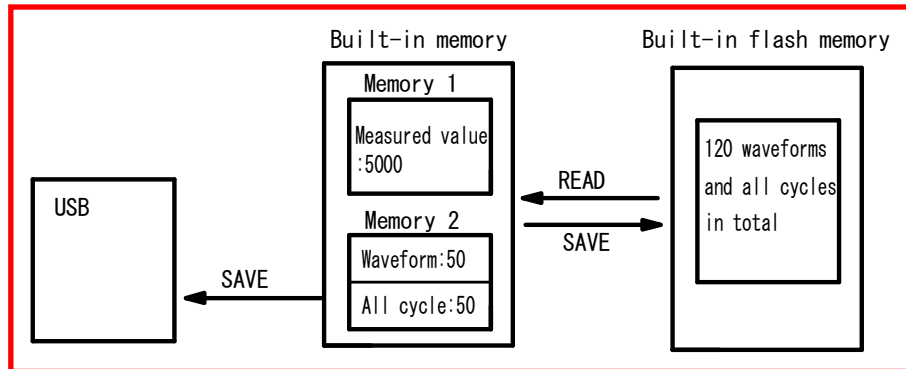 Built-in memory
Built-in flash memory
Memory 1
Measured value
:5000
120 waveforms
and all cycles
in total
READ
SAVE
USB
Memory 2
Waveform:50
All cycle:50
SAVE